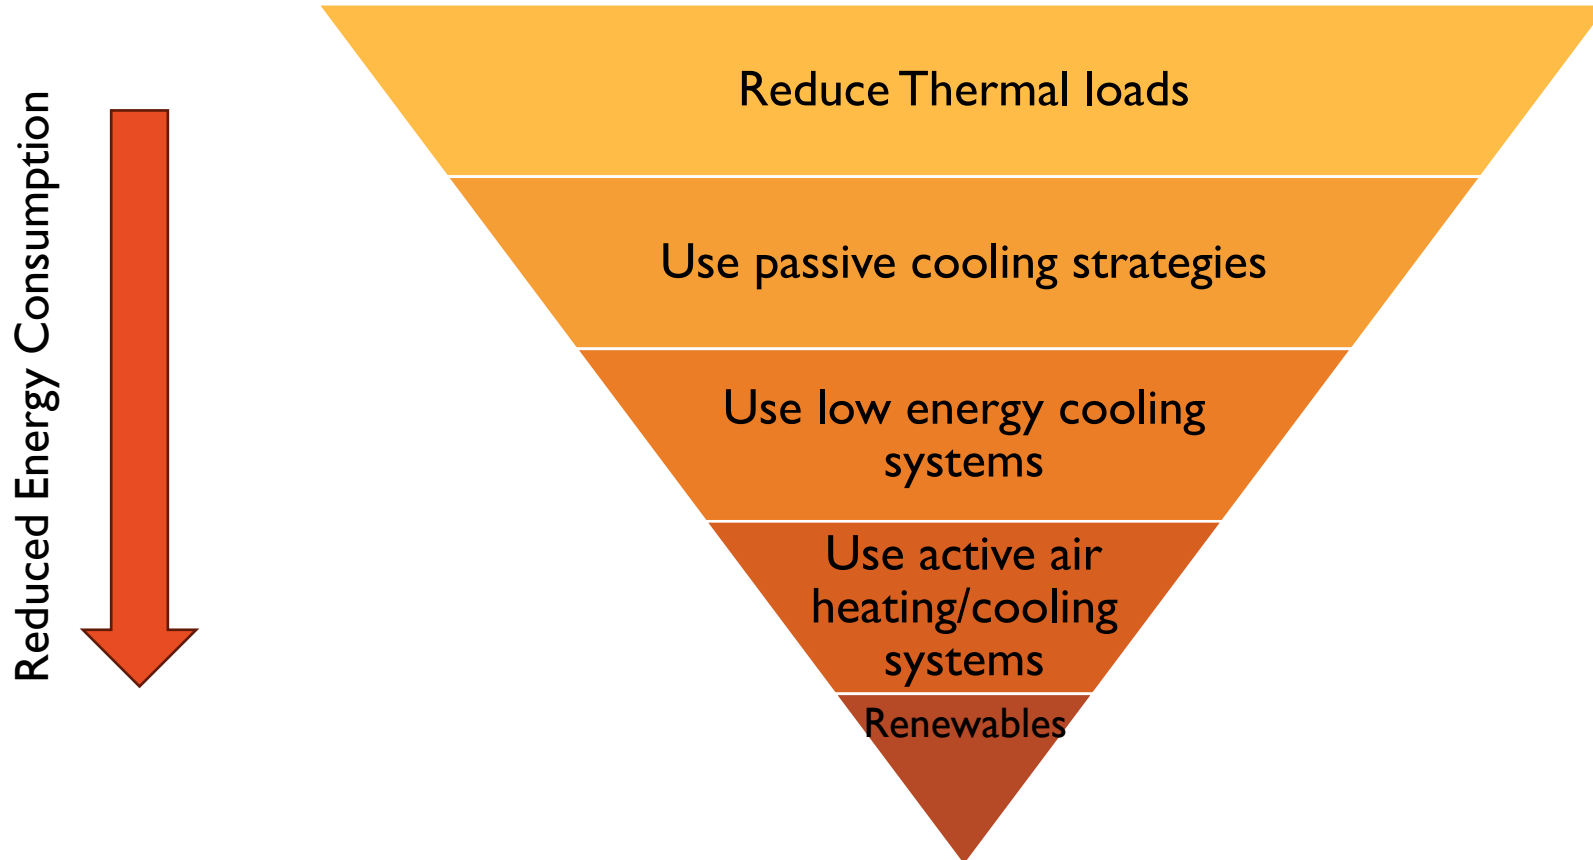 Reduced Energy Consumption
Reduce Thermal loads
Use passive cooling strategies
Use low energy cooling
systems
Use active air
heating/cooling
systems
Renewables